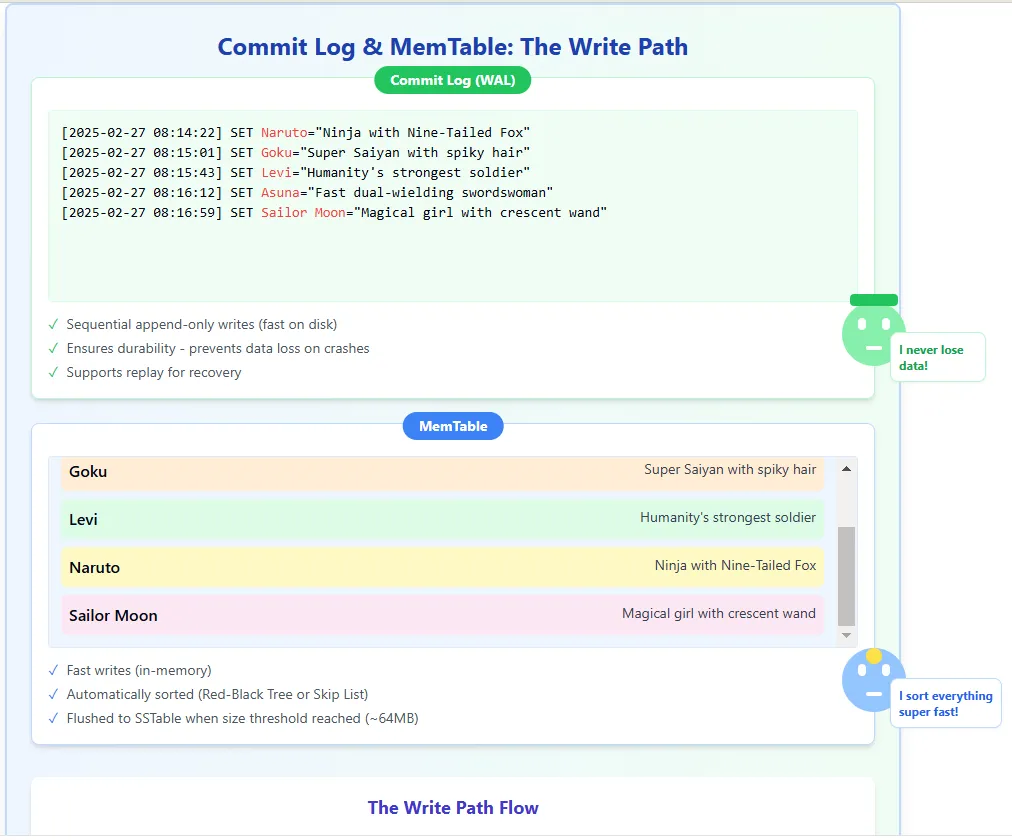 Commit Log & MemTable: The Write Path
Commit Log (WAL)
[2025-02-27 08:14:22] SET Naruto="Ninja with Nine-Tailed Fox"
[2025-02-27 08:15:01] SET Goku="Super Saiyan with spiky hair"
[2025-02-27 08:15:43] SET Levi="Humanity's strongest soldier"
[2025-02-27 08:16:12] SET Asuna="Fast dual-wielding swordswoman"
[2025-02-27 08:16:59] SET Sailor Moon="Magical girl with crescent wand"
✓ Sequential append-only writes (fast on disk)
✓ Ensures durability - prevents data loss on crashes
✓ Supports replay for recovery
I never lose
data!
MemTable
Goku Super Saiyan with spiky hair
Levi Humanity's strongest soldier
Naruto Ninja with Nine-Tailed Fox
Sailor Moon Magical girl with crescent wand
✓ Fast writes (in-memory)
✓ Automatically sorted (Red-Black Tree or Skip List)
✓ Flushed to SSTable when size threshold reached (~64MB)
I sort everything
super fast!
The Write Path Flow